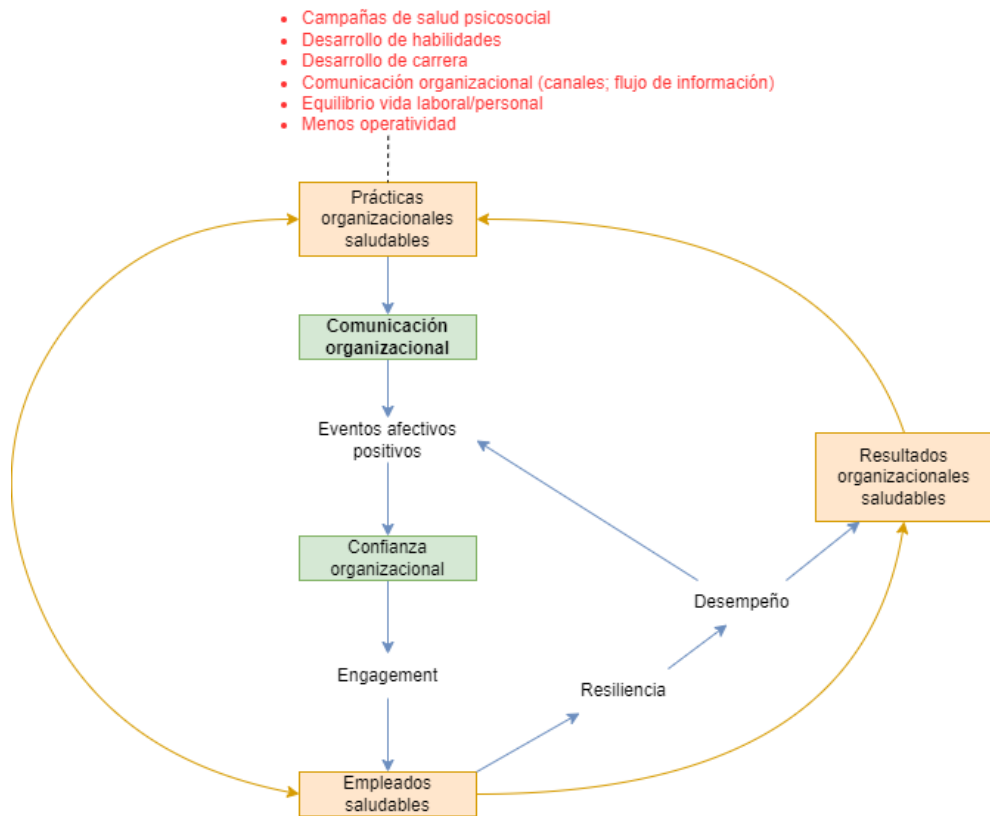 Campañas de salud psicosocial
Desarrollo de habilidades
Desarrollo de carrera
Comunicación organizacional (canales; flujo de información)
Equilibrio vida laboral/personal
Menos operatividad
Prácticas
organizacionales
saludables
Comunicación
organizacional
Eventos afectivos
positivos
Resultados
organizacionales
saludables
Confianza
organizacional
Desempeño
Engagement
Resiliencia
Empleados
saludables